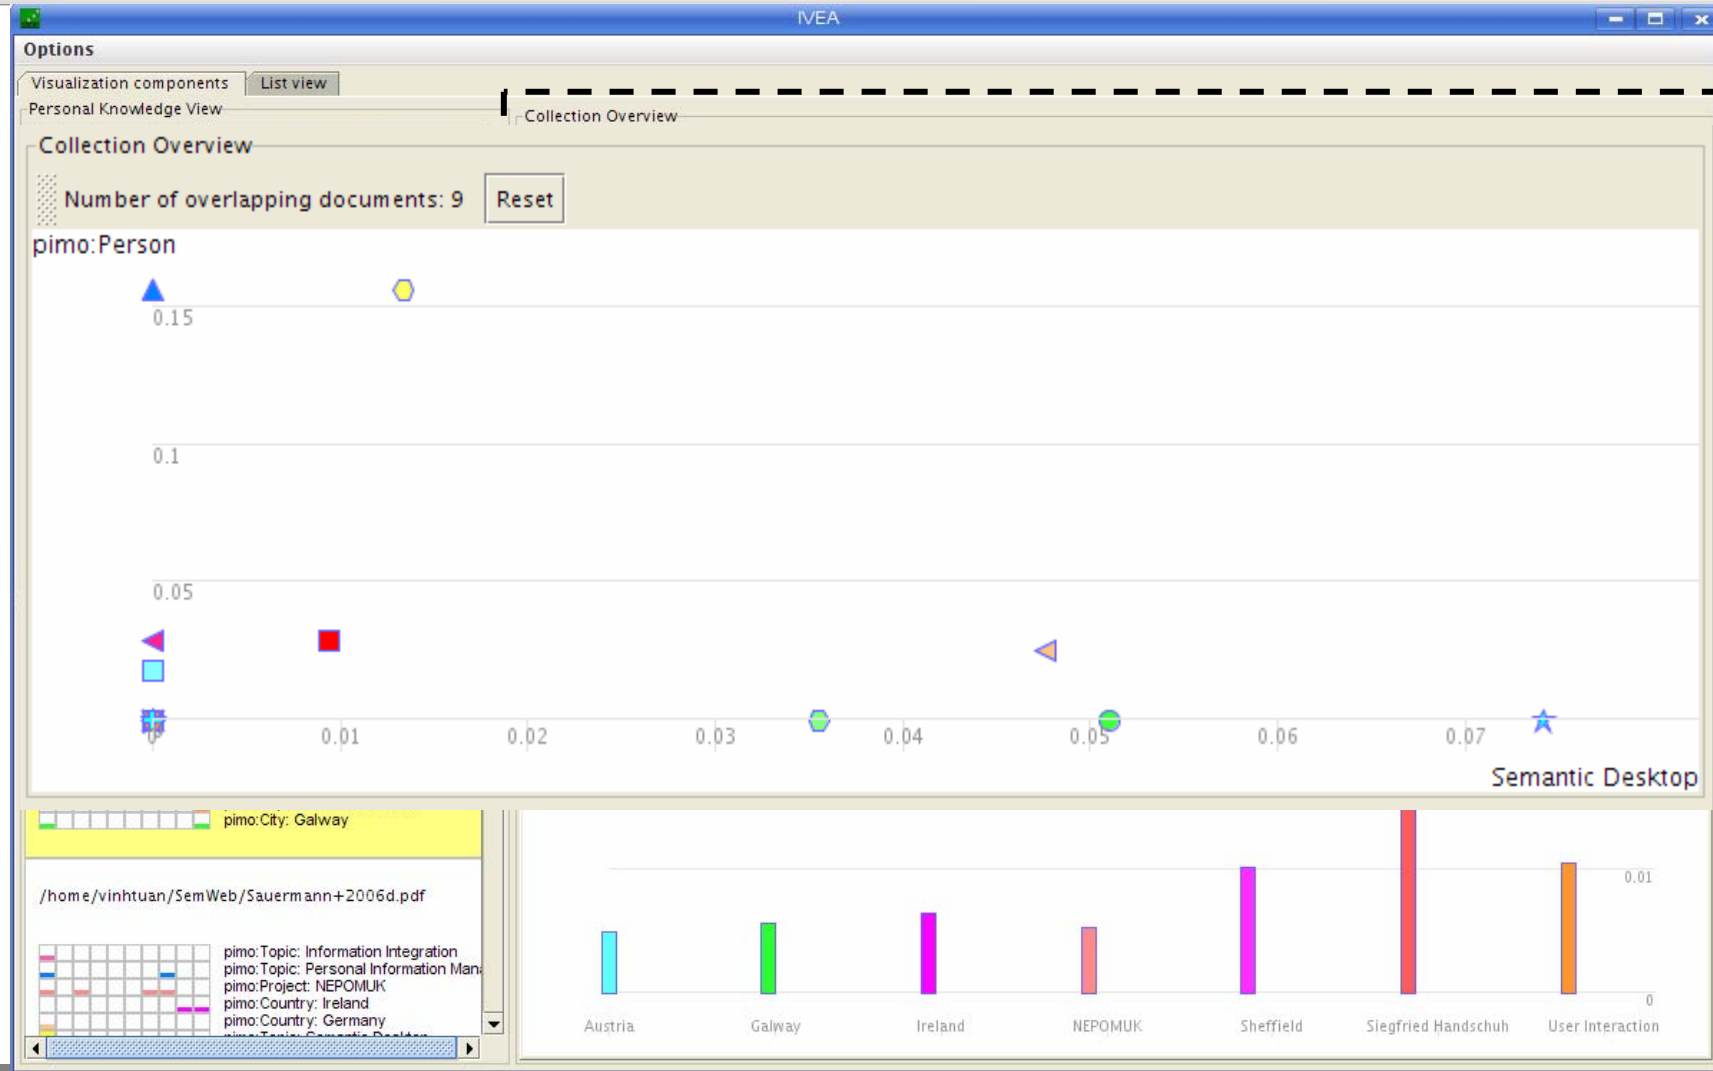 IVEA
Options
Visualization components
List view
Personal Knowledge View
Collection Overview
Collection Overview
Number of overlapping documents: 9
Reset
pimo:Person
0.15
0.1
0.05
0.01
0.02
0.03
0.04
0.05
0.06
0.07
Semantic Desktop
pimo:City: Galway
/home/vinhtuan/SemWeb/Sauermann+2006d.pdf
pimo:Topic: Information Integration
pimo:Topic: Personal Information Man
pimo:Project: NEPOMUK
pimo:Country: Ireland
pimo:Country: Germany
0.01
0
Austria
Galway
Ireland
NEPOMUK
Sheffield
Siegfried Handschuh
User Interaction